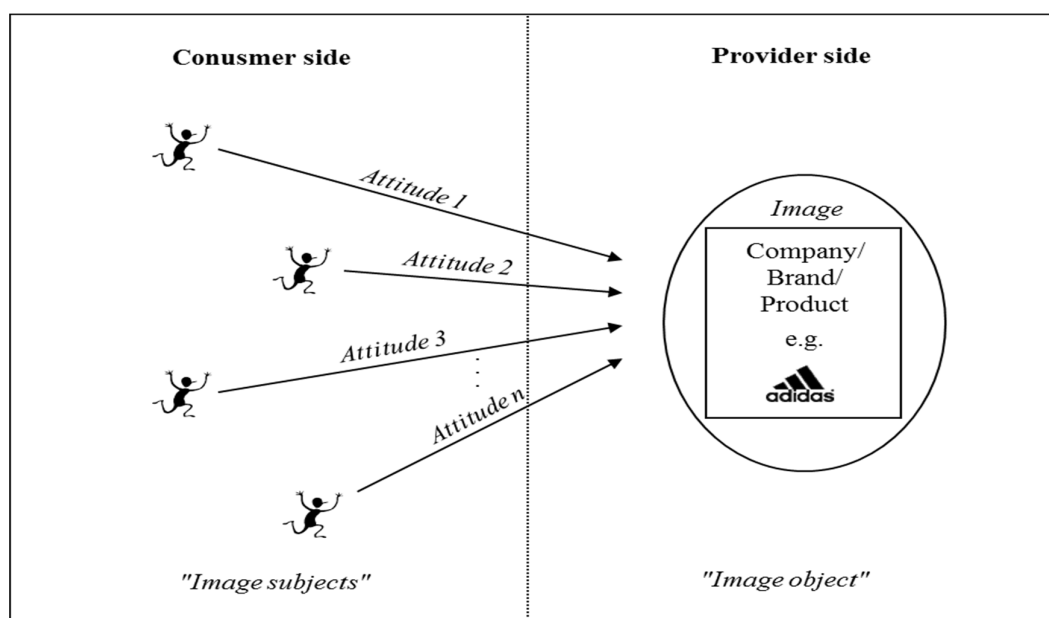 Conusmer side
Provider side
Attitude 1
Attitude 2
Attitude 3
Attitude n
Image
Company/
Brand/
Product
e.g.
adidas
"Image subjects"
"Image object"